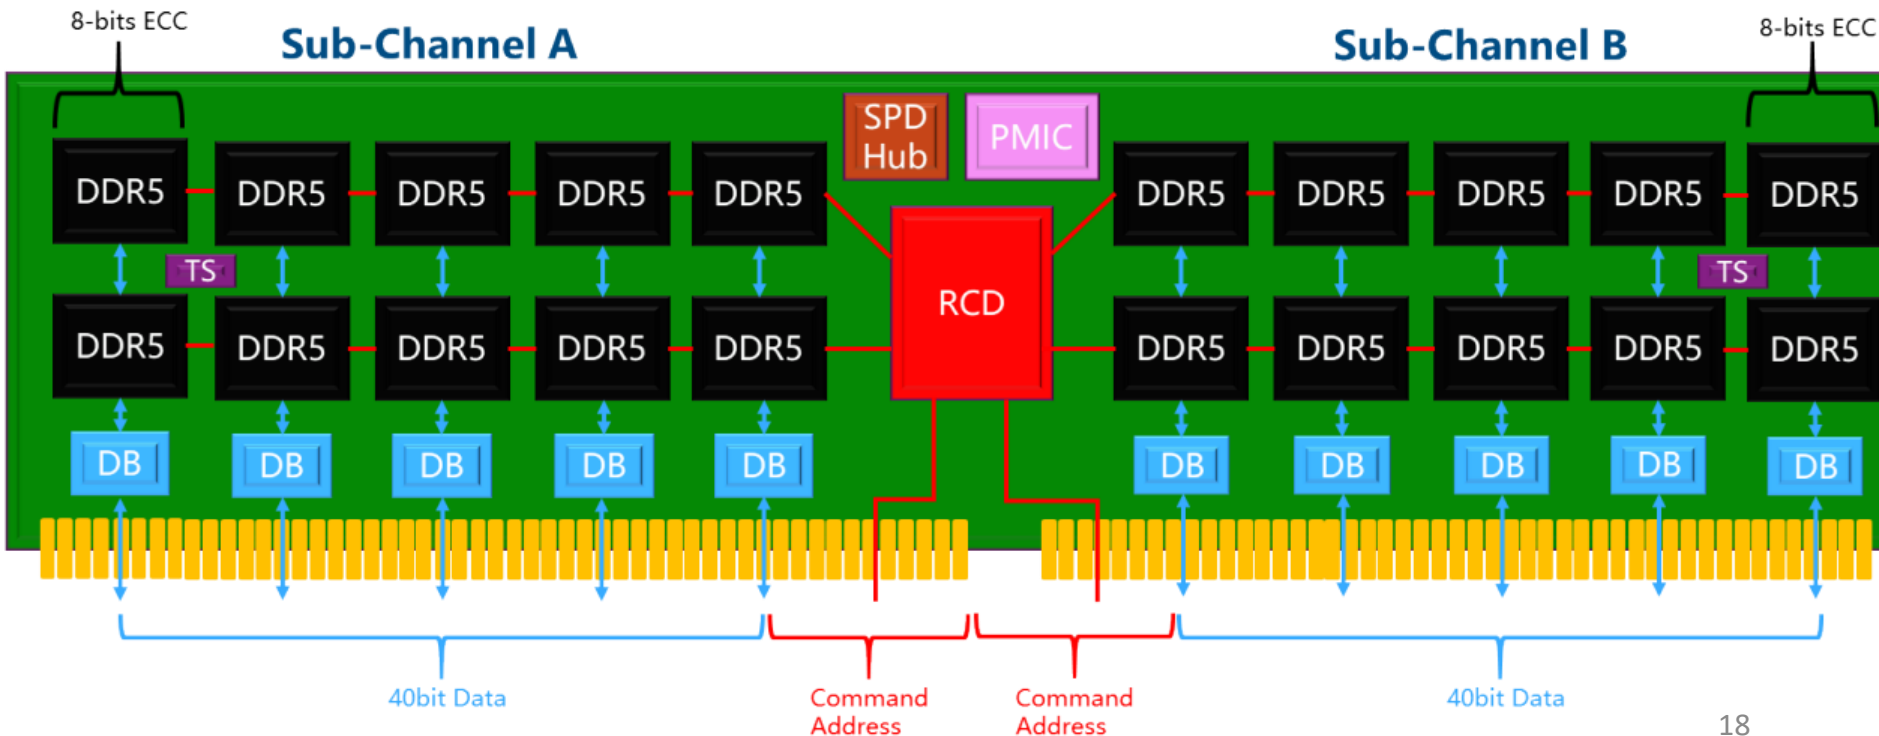 8-bits ECC
Sub-Channel A
Sub-Channel B
8-bits ECC
SPD
Hub
PMIC
DDR5
DDR5
DDR5
DDR5
DDR5
DDR5
DDR5
DDR5
DDR5
DDR5
TS
TS
RCD
DDR5
DDR5
DDR5
DDR5
DDR5
DDR5
DDR5
DDR5
DDR5
DDR5
DB
DB
DB
DB
DB
DB
DB
DB
DB
DB
40bit Data
Command
Address
Command
Address
40bit Data
18